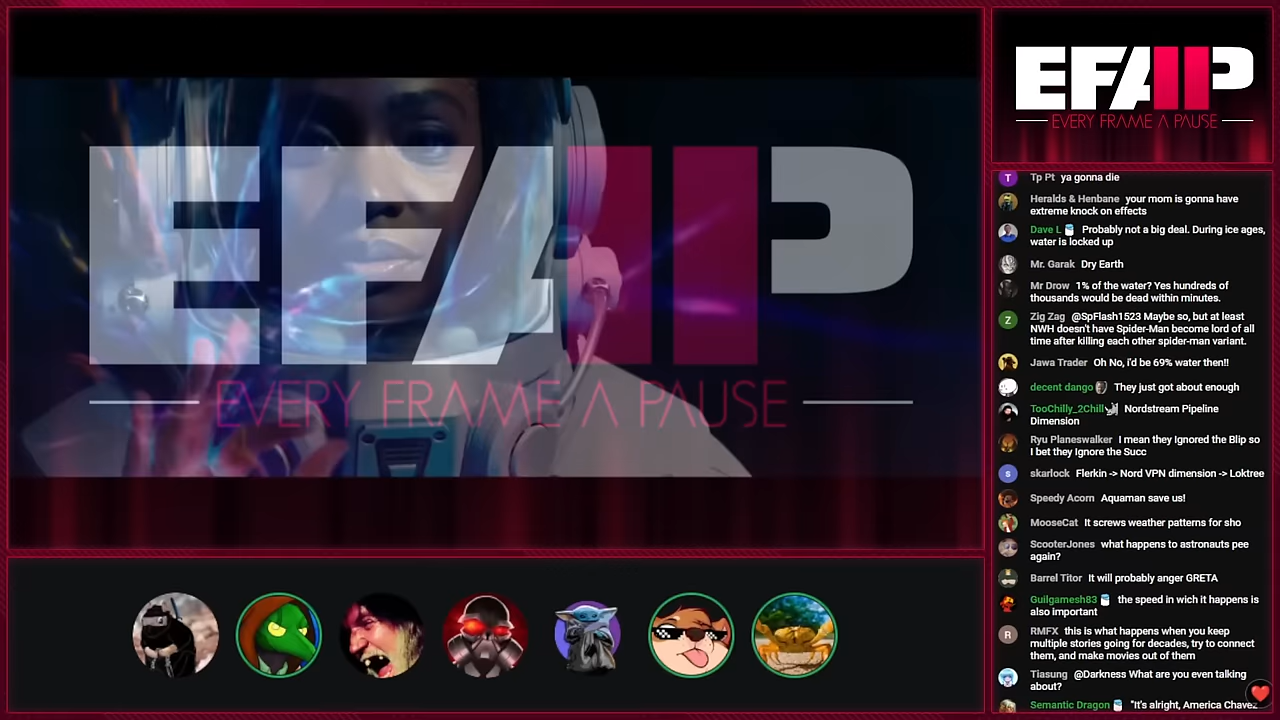 EFAP
EVERY FRAME A PAUSE
EFAP
EVERY FRAME A PAUSE
T
Tp Pt ya gonna die
Heralds & Henbane your mom is gonna have
extreme knock on effects
Dave L Probably not a big deal. During ice ages,
water is locked up
Mr. Garak Dry Earth
Mr Drow 1% of the water? Yes hundreds of
thousands would be dead within minutes.
Z
Zig Zag @SpFlash1523 Maybe so, but at least
NWH doesn't have Spider-Man become lord of all
time after killing each other spider-man variant.
Jawa Trader Oh No, i'd be 69% water then!!
decent dango They just got about enough
TooChilly_2Chill Nordstream Pipeline
Dimension
Ryu Planeswalker I mean they Ignored the Blip so
I bet they Ignore the Succ
s
skarlock Flerkin -> Nord VPN dimension -> Loktree
Speedy Acorn Aquaman save us!
MooseCat It screws weather patterns for sho
ScooterJones what happens to astronauts pee
again?
Barrel Titor It will probably anger GRETA
Guilgamesh83 the speed in wich it happens is
also important
R
RMFX this is what happens when you keep
multiple stories going for decades, try to connect
them, and make movies out of them
Tiasung @Darkness What are you even talking
about?
Semantic Dragon "It's alright, America Chavez